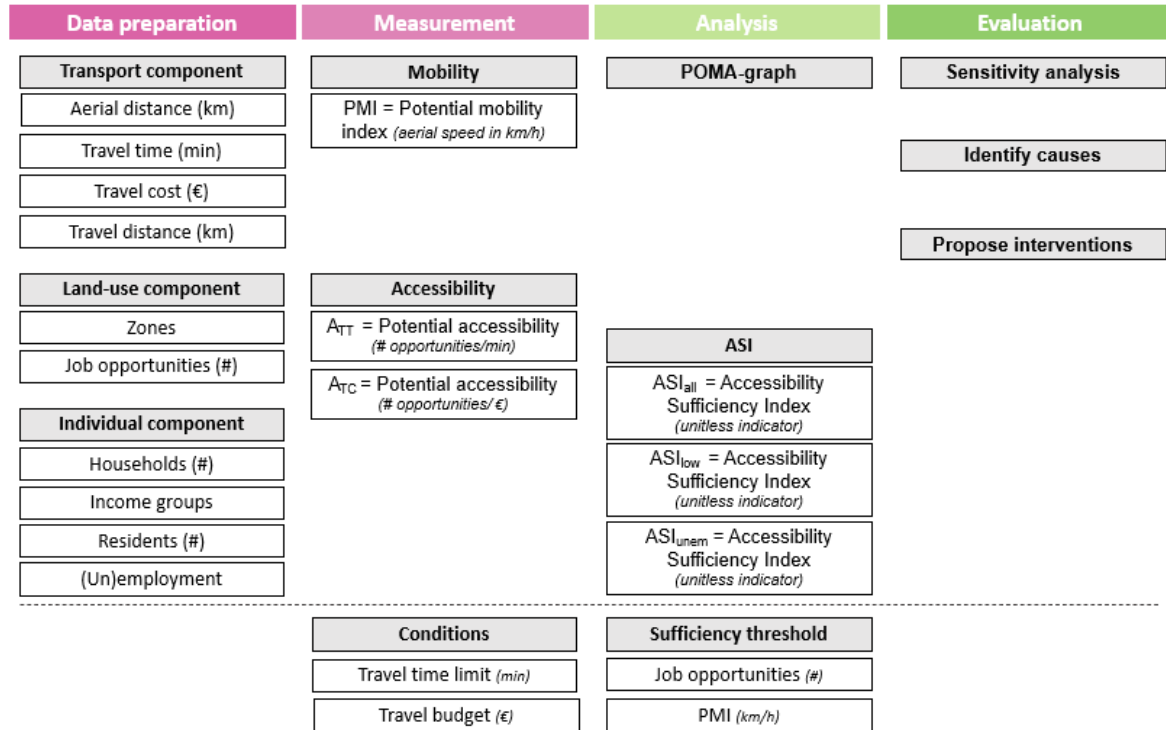 Data preparation
Transport component
Aerial distance (km)
Travel time (min)
Travel cost (€)
Travel distance (km)
Land-use component
Zones
Job opportunities (#)
Individual component
Households (#)
Income groups
Residents (#)
(Un)employment
Measurement
Mobility
PMI = Potential mobility
index (aerial speed in km/h)
Accessibility
ATT = Potential accessibility
(# opportunities/min)
ATC = Potential accessibility
(# opportunities/ €)
Conditions
Travel time limit (min)
Travel budget (€)
Analysis
POMA-graph
ASI
ASIall = Accessibility
Sufficiency Index
(unitless indicator)
ASIlow = Accessibility
Sufficiency Index
(unitless indicator)
ASIunem = Accessibility
Sufficiency Index
(unitless indicator)
Sufficiency threshold
Job opportunities (#)
PMI (km/h)
Evaluation
Sensitivity analysis
Identify causes
Propose interventions